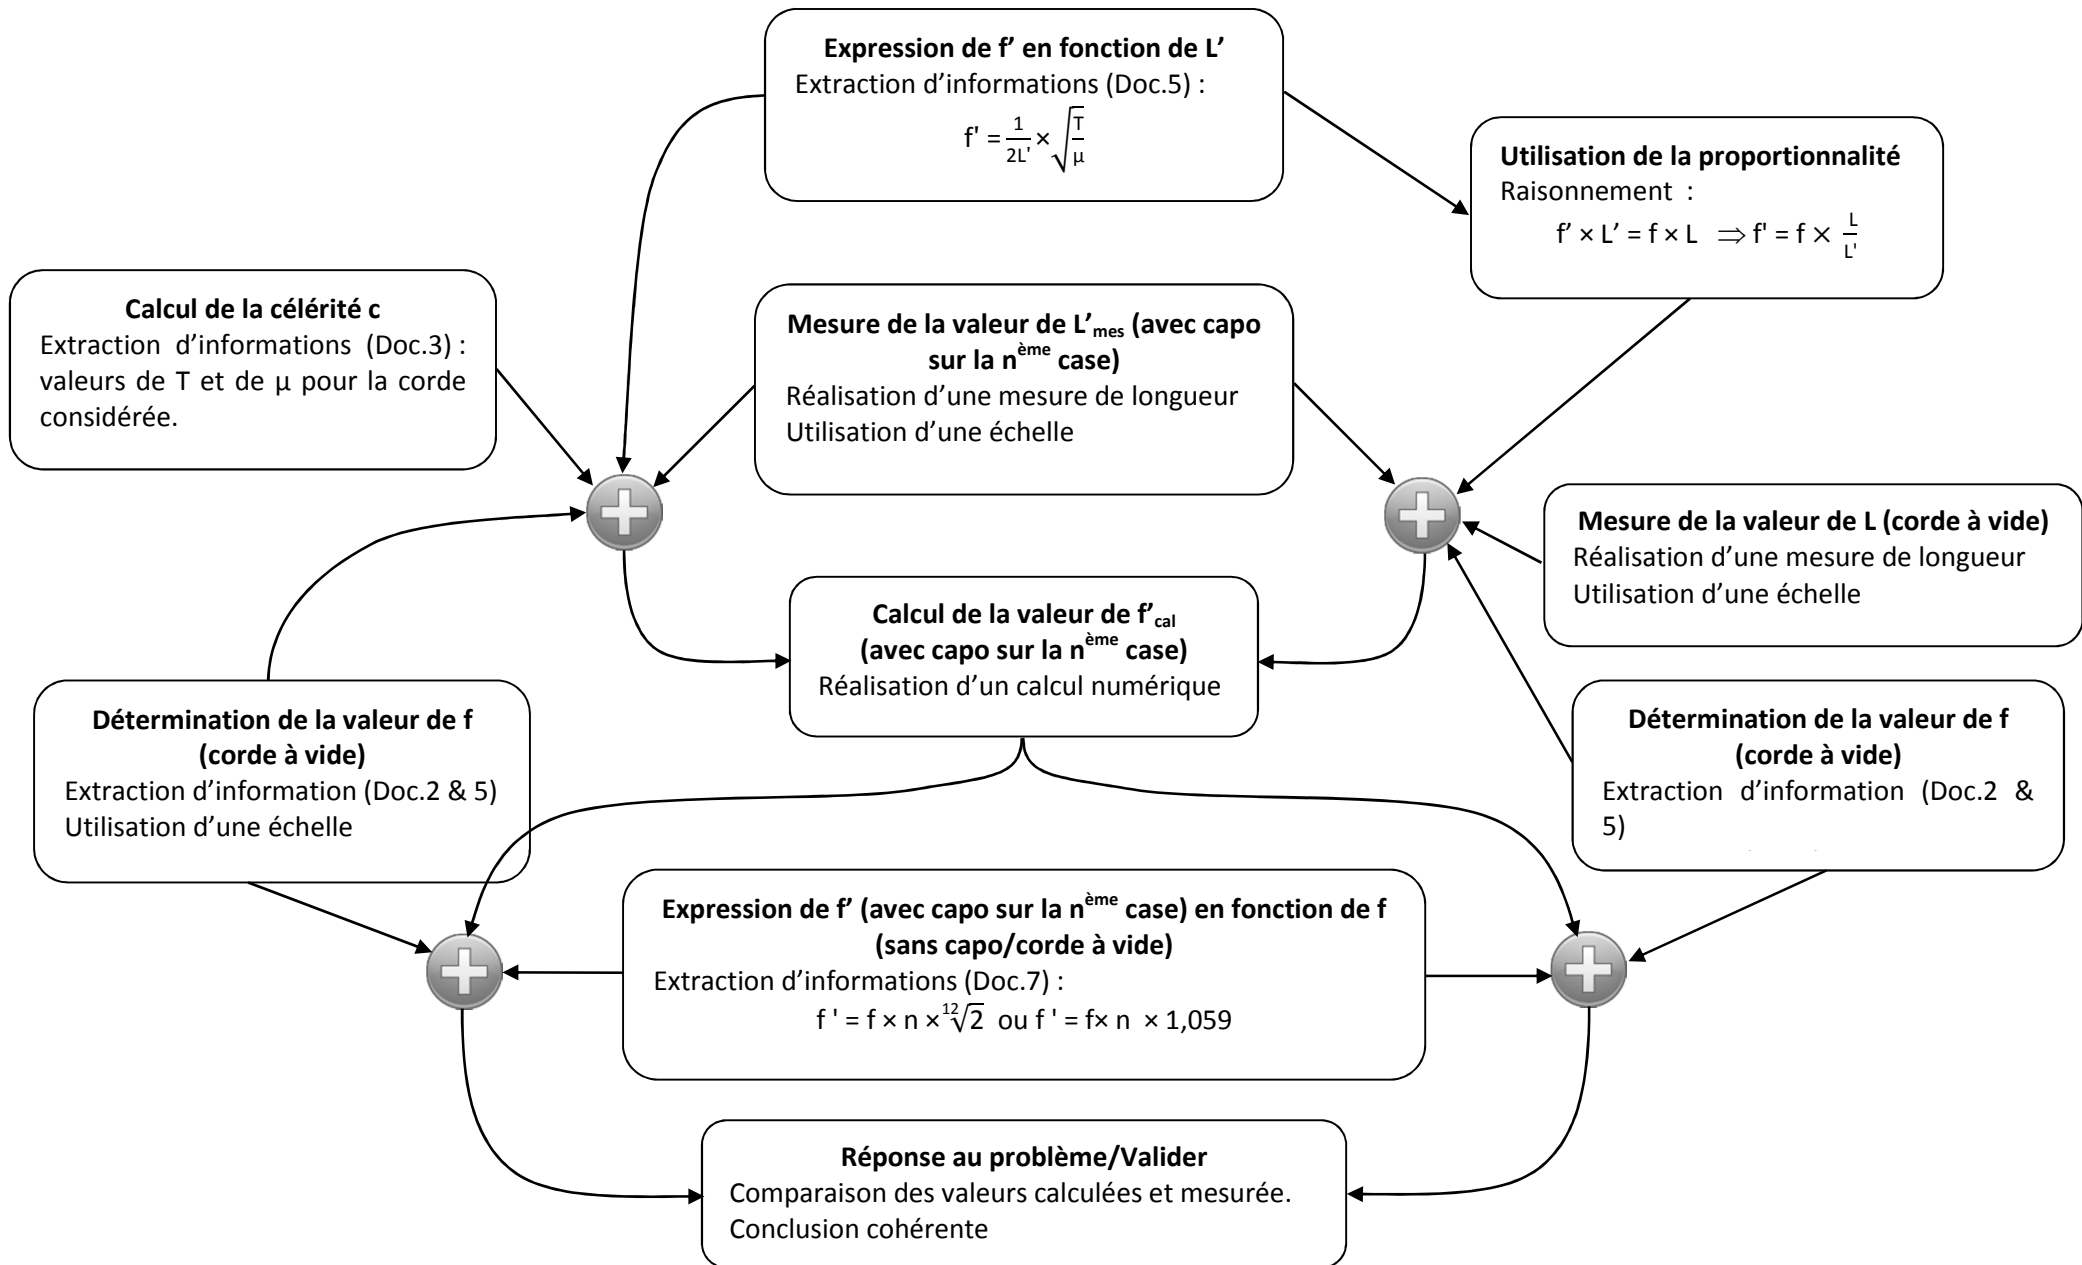 Expression de f’ en fonction de L’
Extraction d’informations (Doc.5) :
f' = 1/2L' × √T/μ
Utilisation de la proportionnalité
Raisonnement :
f’ × L’ = f × L ⇒ f' = f × L/L'
Calcul de la célérité c
Extraction d’informations (Doc.3) :
valeurs de T et de μ pour la corde
considérée.
Mesure de la valeur de L’mes (avec capo
sur la nème case)
Réalisation d’une mesure de longueur
Utilisation d’une échelle
Mesure de la valeur de L (corde à vide)
Réalisation d’une mesure de longueur
Utilisation d’une échelle
Calcul de la valeur de f’cal
(avec capo sur la nème case)
Réalisation d’un calcul numérique
Détermination de la valeur de f
(corde à vide)
Extraction d’information (Doc.2 & 5)
Utilisation d’une échelle
Détermination de la valeur de f
(corde à vide)
Extraction d’information (Doc.2 &
5)
Expression de f’ (avec capo sur la nème case) en fonction de f
(sans capo/corde à vide)
Extraction d’informations (Doc.7) :
f ' = f × n × ¹²√2 ou f ' = f× n × 1,059
Réponse au problème/Valider
Comparaison des valeurs calculées et mesurée.
Conclusion cohérente